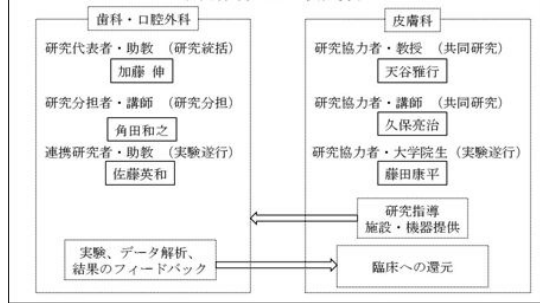 歯科・口腔外科
研究代表者・助教 (研究統括)
加藤 伸
研究分担者・講師 (研究分担)
角田和之
連携研究者・助教 (実験遂行)
佐藤英和
皮膚科
研究協力者・教授 (共同研究)
天谷雅行
研究協力者・講師 (共同研究)
久保亮治
研究協力者・大学院生 (実験遂行)
藤田康平
研究指導
施設・機器提供
実験、データ解析、
結果のフィードバック
臨床への還元